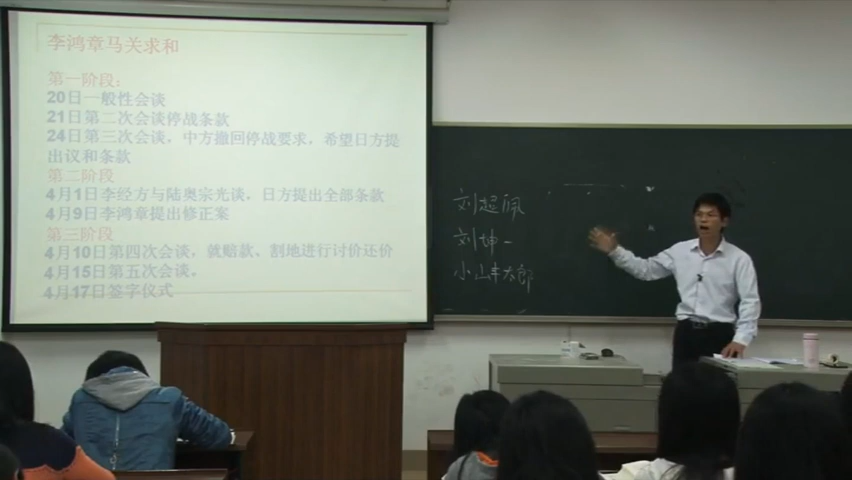 李鸿章马关求和
第一阶段:
20日一般性会谈
21日第二次会谈停战条款
24日第三次会谈，中方撤回停战要求，希望日方提
出议和条款
第二阶段
4月1日李经方与陆奥宗光谈，日方提出全部条款
4月9日李鸿章提出修正案
第三阶段
4月10日第四次会谈，就赔款、割地进行讨价还价
4月15日第五次会谈。
4月17日签字仪式
刘坤一
小山丰太郎